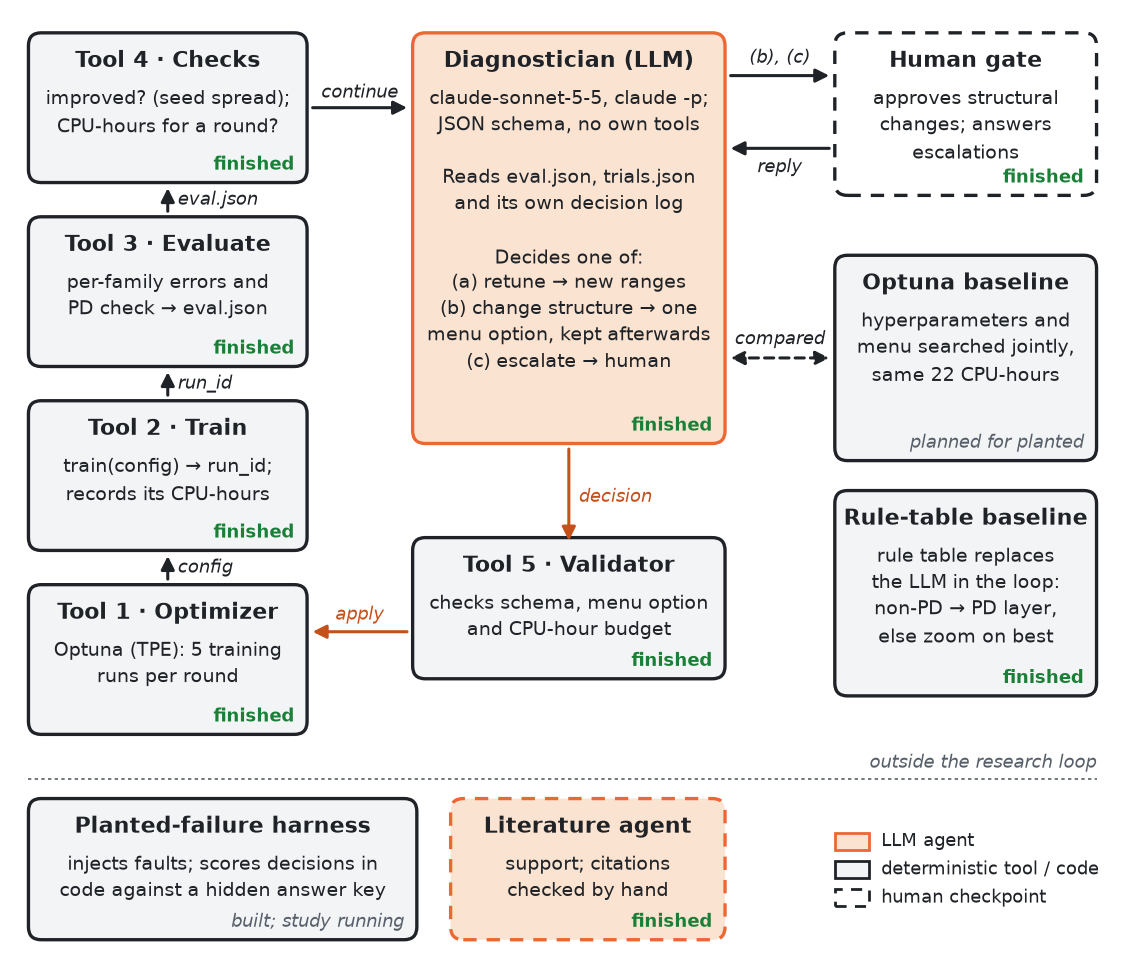 Tool 4 · Checks
improved? (seed spread);
CPU-hours for a round?
finished
continue
eval.json
Tool 3 · Evaluate
per-family errors and
PD check → eval.json
finished
run_id
Tool 2 · Train
train(config) → run_id;
records its CPU-hours
finished
config
Tool 1 · Optimizer
Optuna (TPE): 5 training
runs per round
finished
Diagnostician (LLM)
claude-sonnet-5-5, claude -p;
JSON schema, no own tools
Reads eval.json, trials.json
and its own decision log
Decides one of:
(a) retune → new ranges
(b) change structure → one
menu option, kept afterwards
(c) escalate → human
finished
decision
Tool 5 · Validator
checks schema, menu option
and CPU-hour budget
finished
apply
(b), (c)
reply
Human gate
approves structural
changes; answers
escalations
finished
compared
Optuna baseline
hyperparameters and
menu searched jointly,
same 22 CPU-hours
planned for planted
Rule-table baseline
rule table replaces
the LLM in the loop:
non-PD → PD layer,
else zoom on best
finished
outside the research loop
Planted-failure harness
injects faults; scores decisions in
code against a hidden answer key
built; study running
Literature agent
support; citations
checked by hand
finished
LLM agent
deterministic tool / code
human checkpoint